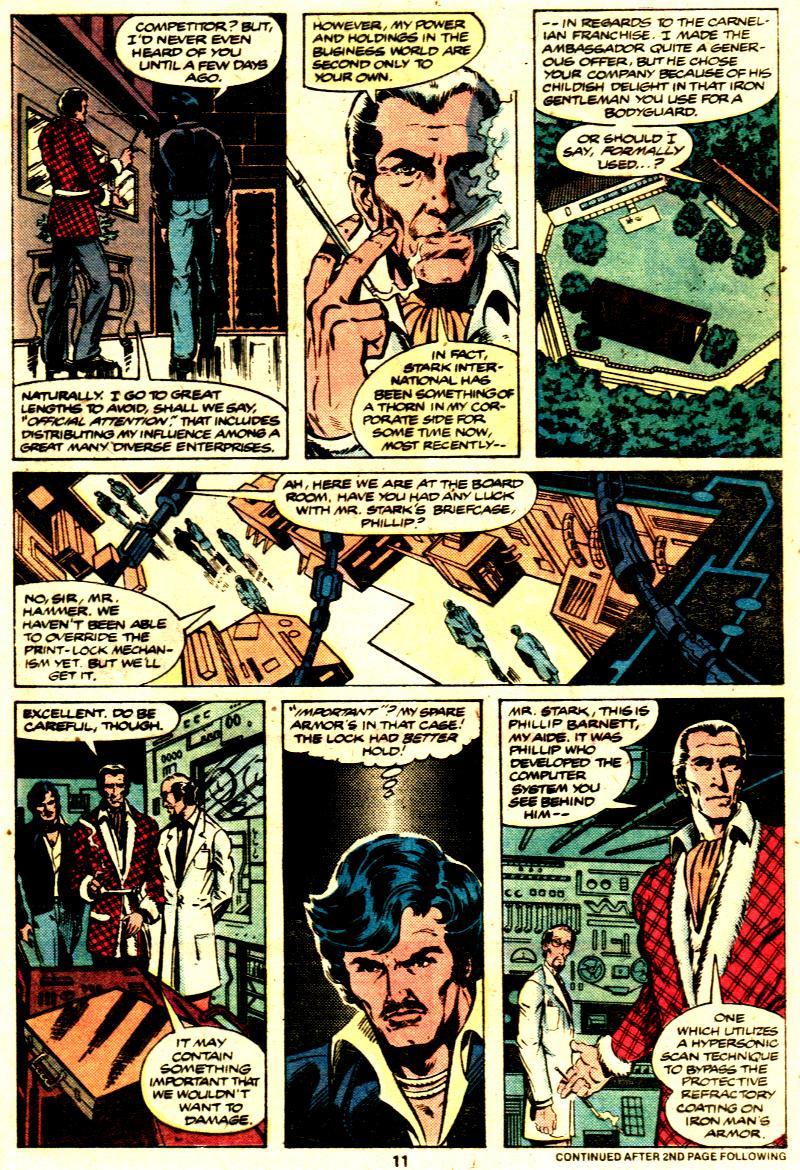 COMPETITOR? BUT,
I'D NEVER EVEN
HEARD OF YOU
UNTIL A FEW DAYS
AGO.
NATURALLY. I GO TO GREAT
LENGTHS TO AVOID, SHALL WE SAY,
"OFFICIAL ATTENTION." THAT INCLUDES
DISTRIBUTING MY INFLUENCE AMONG A
GREAT MANY DIVERSE ENTERPRISES.
HOWEVER, MY POWER
AND HOLDINGS IN THE
BUSINESS WORLD ARE
SECOND ONLY TO
YOUR OWN.
IN FACT,
STARK INTER-
NATIONAL HAS
BEEN SOMETHING OF
A THORN IN MY COR-
PORATE SIDE FOR
SOME TIME NOW,
MOST RECENTLY--
-- IN REGARDS TO THE CARNEL-
IAN FRANCHISE. I MADE THE
AMBASSADOR QUITE A GENER-
OUS OFFER, BUT HE CHOSE
YOUR COMPANY BECAUSE OF HIS
CHILDISH DELIGHT IN THAT IRON
GENTLEMAN YOU USE FOR A
BODYGUARD.
OR SHOULD I
SAY, FORMALLY
USED...?
AH, HERE WE ARE AT THE BOARD
ROOM. HAVE YOU HAD ANY LUCK
WITH MR. STARK'S BRIEFCASE,
PHILLIP?
NO, SIR, MR.
HAMMER. WE
HAVEN'T BEEN ABLE
TO OVERRIDE THE
PRINT-LOCK MECHAN-
ISM YET. BUT WE'LL
GET IT.
EXCELLENT. DO BE
CAREFUL, THOUGH.
IT MAY
CONTAIN
SOMETHING
IMPORTANT THAT
WE WOULDN'T
WANT TO
DAMAGE.
"IMPORTANT"? MY SPARE
ARMOR'S IN THAT CASE!
THE LOCK HAD BETTER
HOLD!
MR. STARK, THIS IS
PHILLIP BARNETT,
MY AIDE. IT WAS
PHILLIP WHO
DEVELOPED THE
COMPUTER
SYSTEM YOU
SEE BEHIND
HIM--
ONE
WHICH UTILIZES
A HYPERSONIC
SCAN TECHNIQUE
TO BYPASS THE
PROTECTIVE
REFRACTORY
COATING ON
IRON MAN'S
ARMOR.
11
CONTINUED AFTER 2ND PAGE FOLLOWING